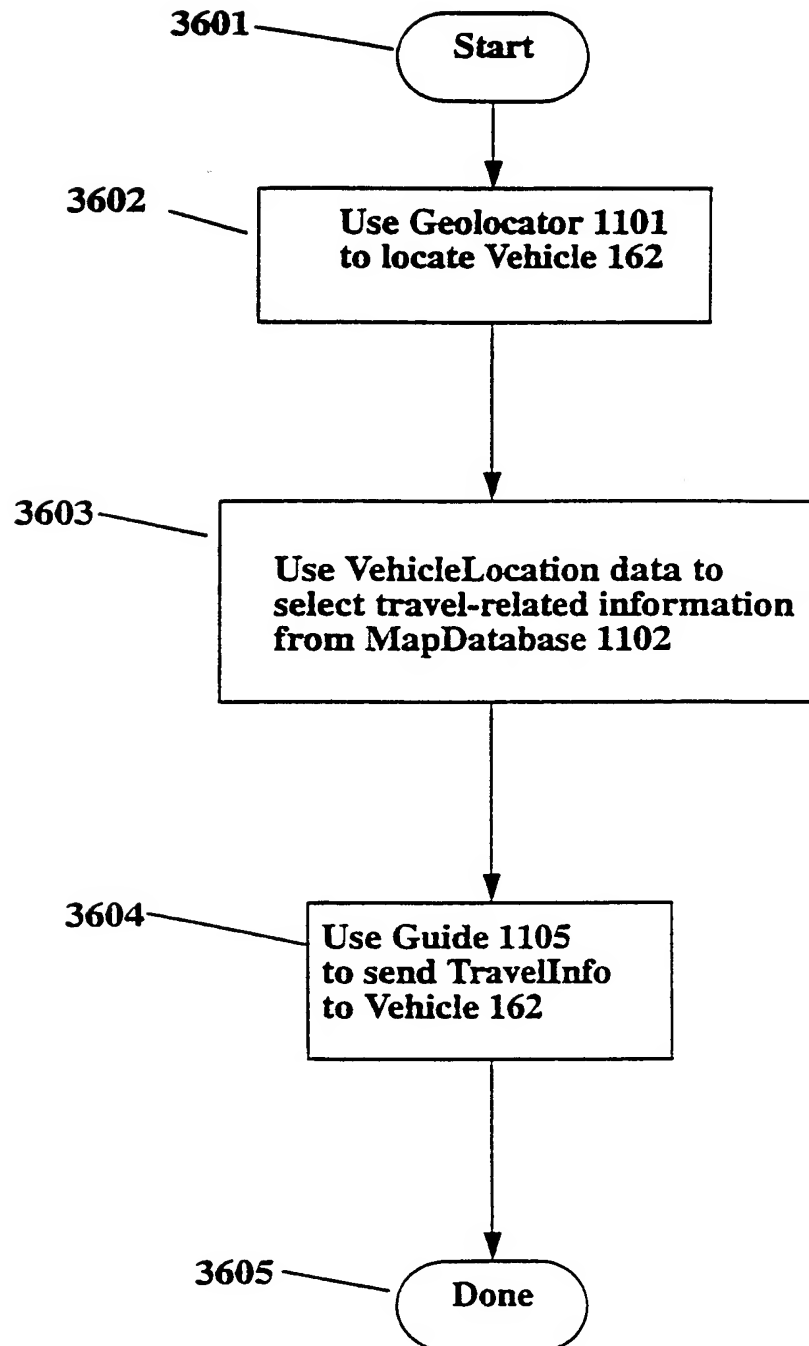 3601
Start
3602
Use Geolocator 1101
to locate Vehicle 162
3603
Use VehicleLocation data to
select travel-related information
from MapDatabase 1102
3604
Use Guide 1105
to send TravelInfo
to Vehicle 162
3605
Done